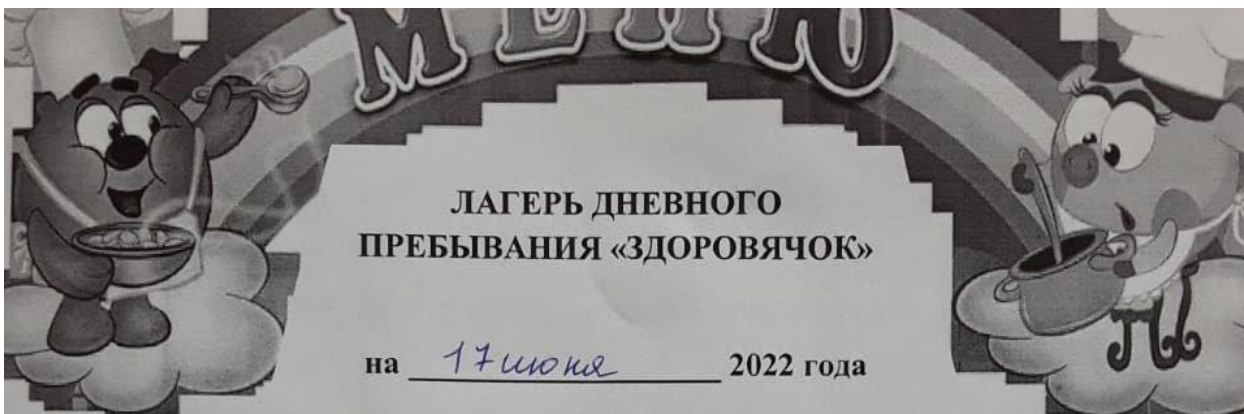 МЕНЮ
ЛАГЕРЬ ДНЕВНОГО
ПРЕБЫВАНИЯ «ЗДОРОВЯЧОК»
на 17 июня 2022 года